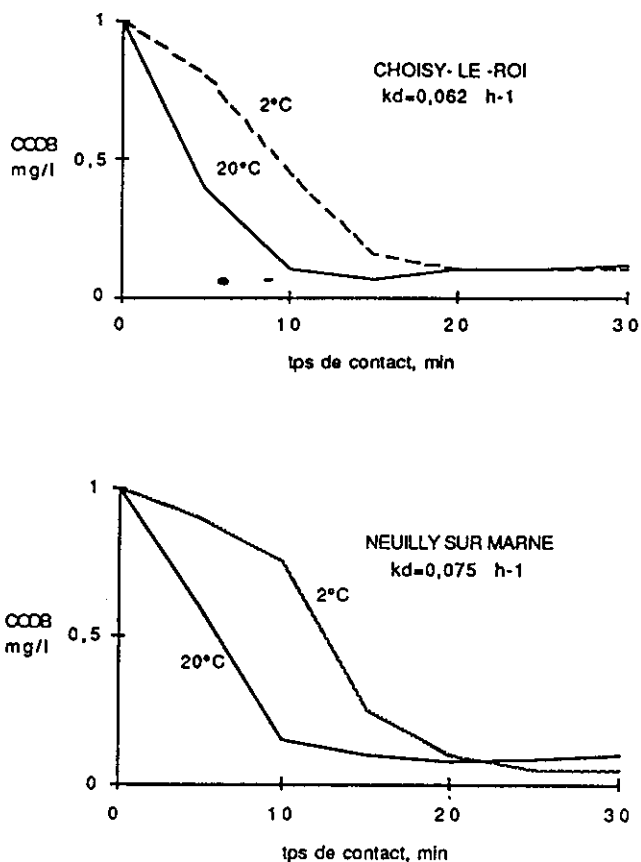 1
CHOISY- LE -ROI
kd=0,062 h-1
2°C
CCDB
mg/l
0,5
20°C
0
0
10
20
30
tps de contact, min
1
NEUILLY SUR MARNE
kd=0,075 h-1
2°C
CCDB
mg/l
0,5
20°C
0
0
10
20
30
tps de contact, min